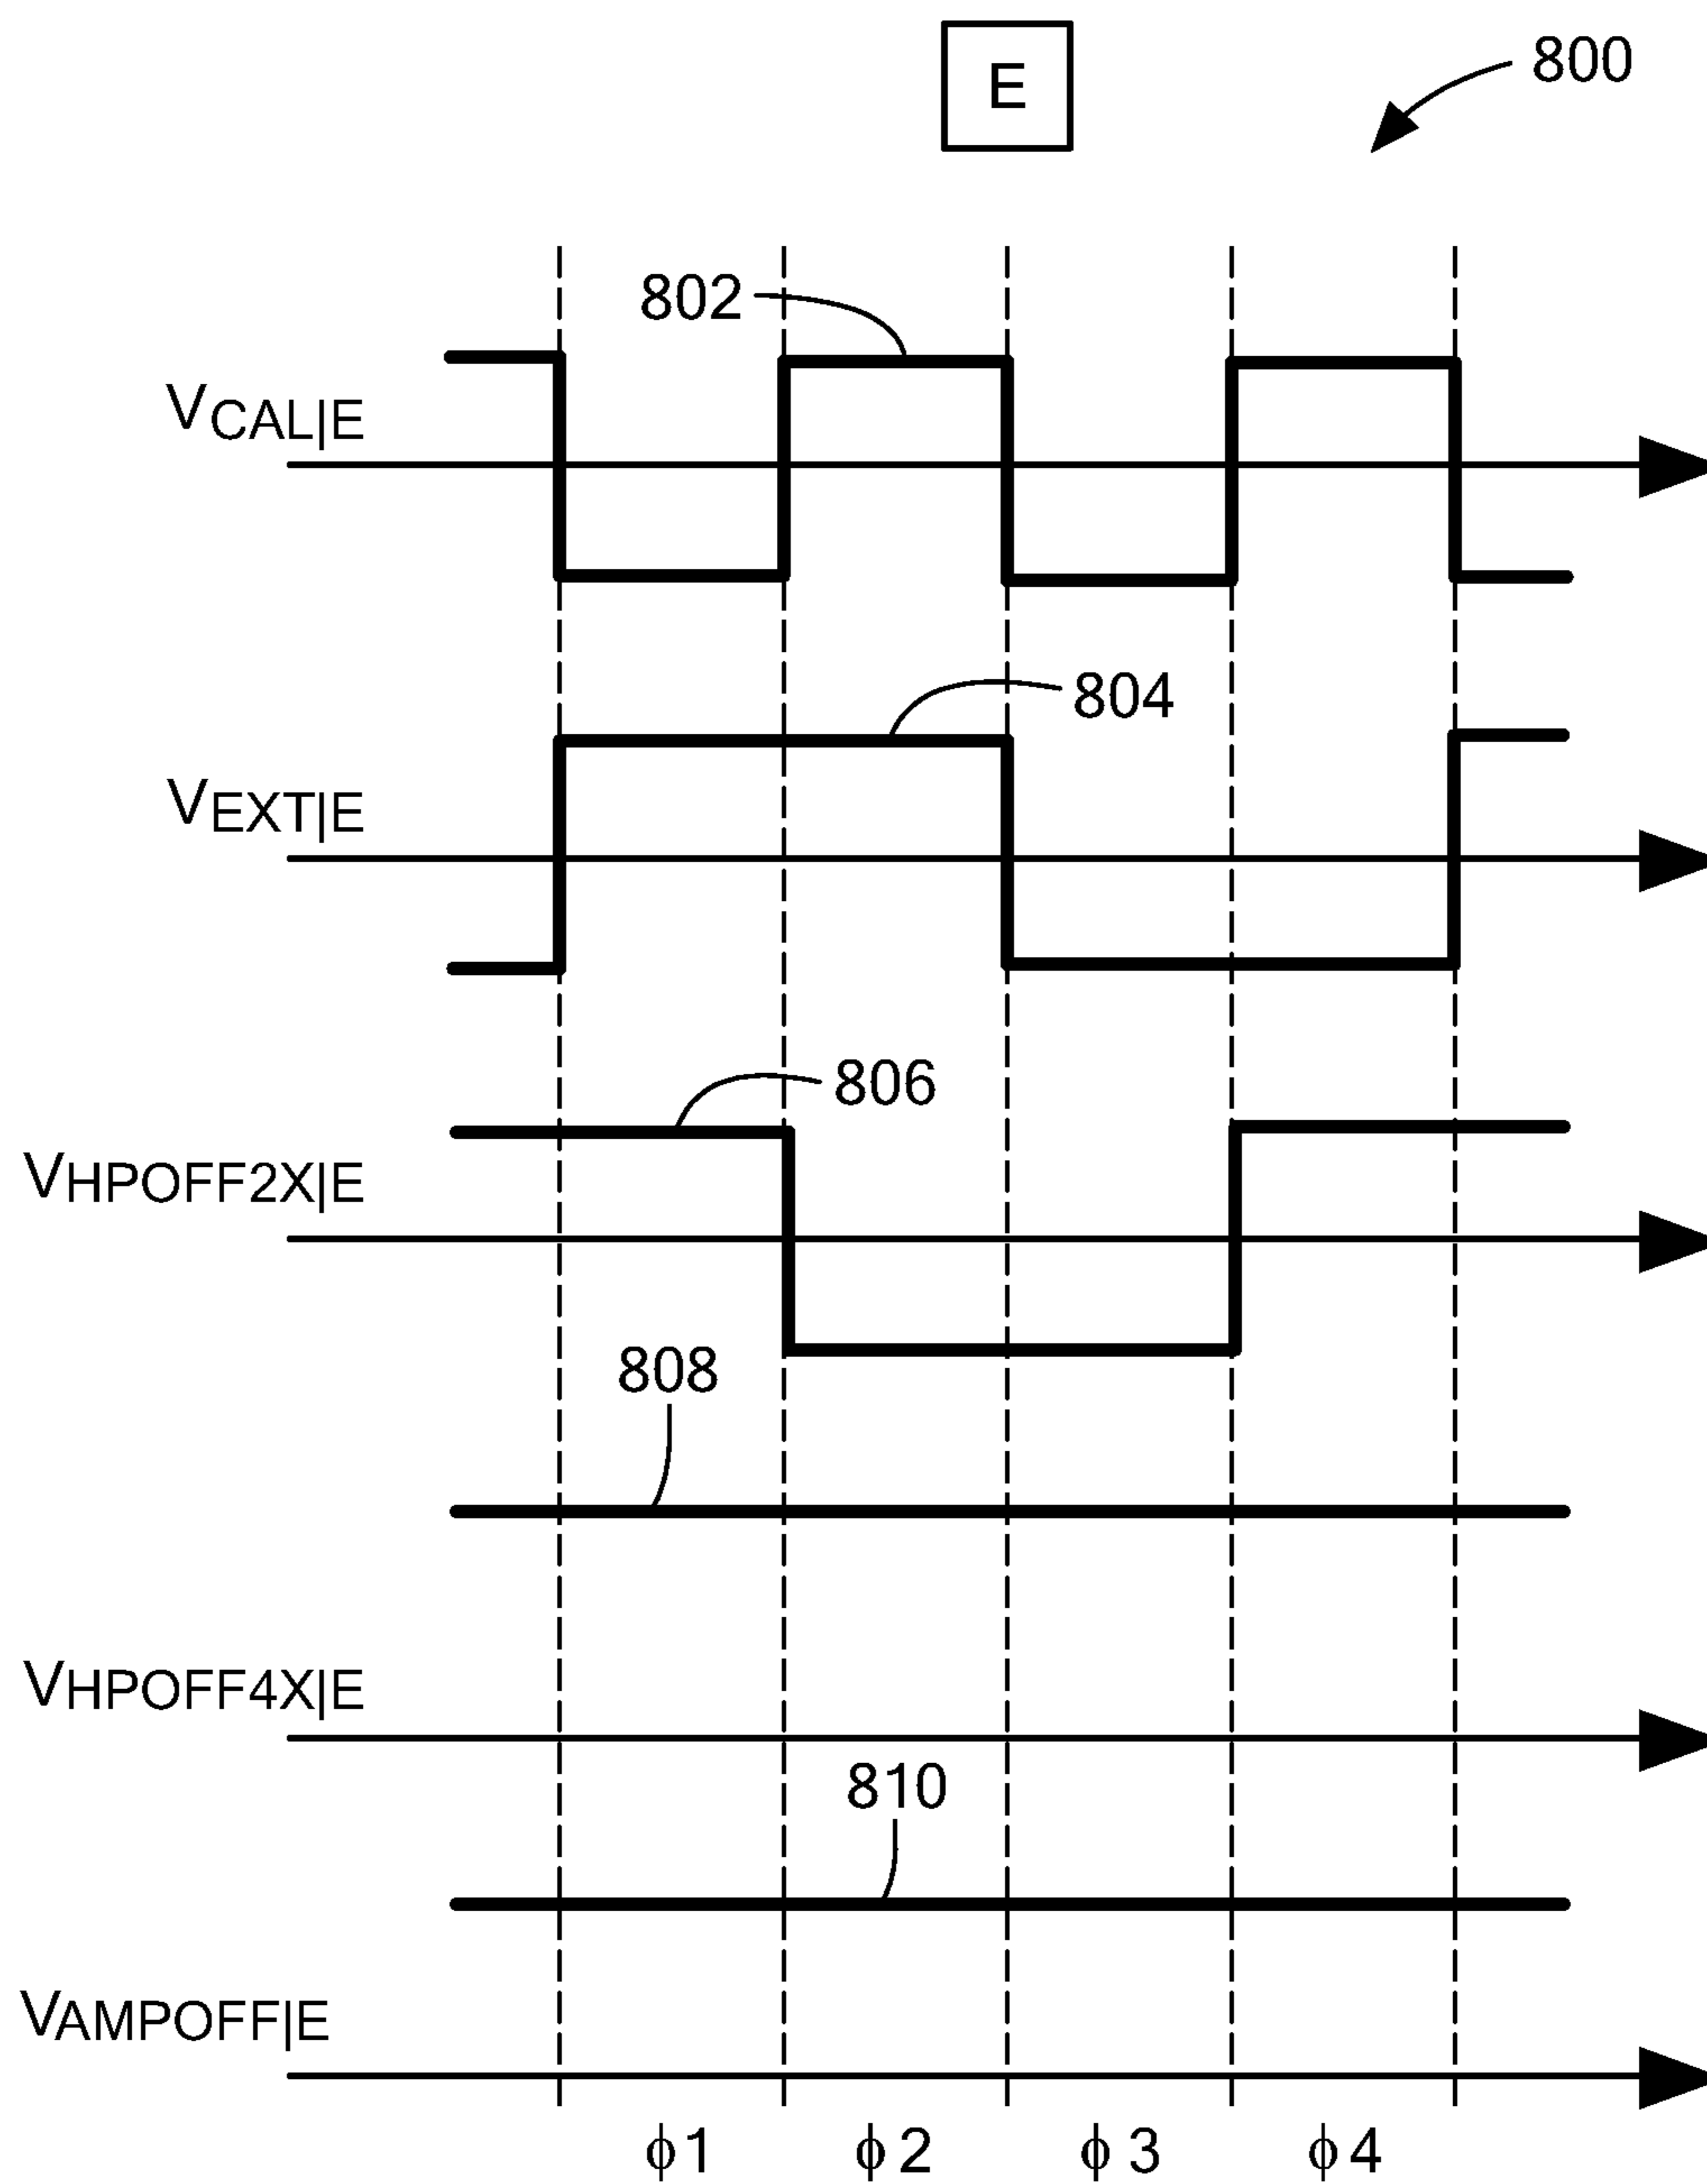 E
800
802
VCAL|E
804
VEXT|E
806
VHPOFF2X|E
808
VHPOFF4X|E
810
VAMPOFF|E
ϕ1 ϕ2 ϕ3 ϕ4